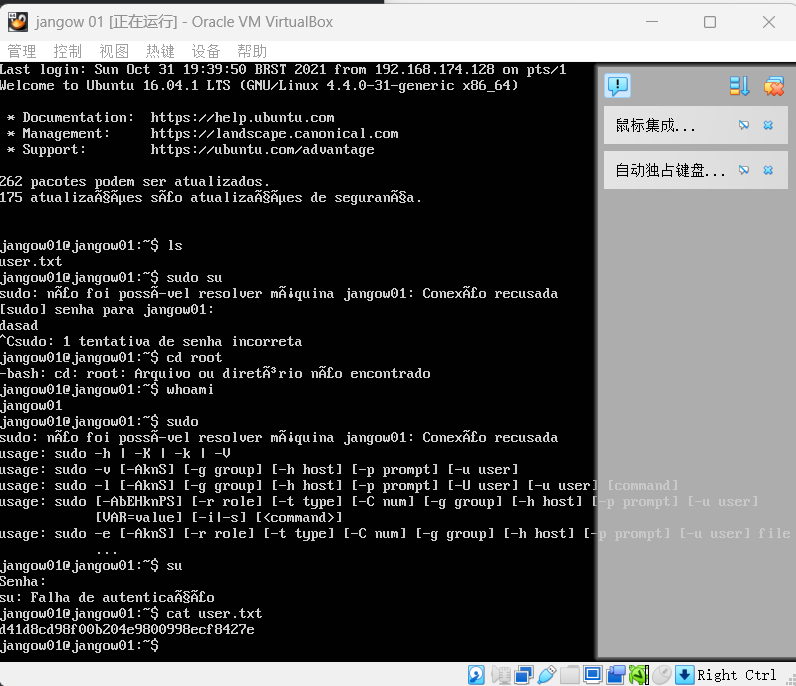 jangow 01 [正在运行] - Oracle VM VirtualBox
管理 控制 视图 热键 设备 帮助
Last login: Sun Oct 31 19:39:50 BRST 2021 from 192.168.174.128 on pts/1
Welcome to Ubuntu 16.04.1 LTS (GNU/Linux 4.4.0-31-generic x86_64)
* Documentation:  https://help.ubuntu.com
* Management:     https://landscape.canonical.com
* Support:        https://ubuntu.com/advantage
262 pacotes podem ser atualizados.
175 atualizaÃ§Ãµes sÃ£o atualizaÃ§Ãµes de seguranÃ§a.
jangow01@jangow01:~$ ls
user.txt
jangow01@jangow01:~$ sudo su
sudo: nÃ£o foi possÃ-vel resolver mÃ¡quina jangow01: ConexÃ£o recusada
[sudo] senha para jangow01:
dasad
^Csudo: 1 tentativa de senha incorreta
jangow01@jangow01:~$ cd root
-bash: cd: root: Arquivo ou diretÃ³rio nÃ£o encontrado
jangow01@jangow01:~$ whoami
jangow01
jangow01@jangow01:~$ sudo
sudo: nÃ£o foi possÃ-vel resolver mÃ¡quina jangow01: ConexÃ£o recusada
usage: sudo -h | -K | -k | -V
usage: sudo -v [-AknS] [-g group] [-h host] [-p prompt] [-u user]
usage: sudo -l [-AknS] [-g group] [-h host] [-p prompt] [-U user] [-u user] [command]
usage: sudo [-AbEHknPS] [-r role] [-t type] [-C num] [-g group] [-h host] [-p prompt] [-u user]
[VAR=value] [-i|-s] [<command>]
usage: sudo -e [-AknS] [-r role] [-t type] [-C num] [-g group] [-h host] [-p prompt] [-u user] file
...
jangow01@jangow01:~$ su
Senha:
su: Falha de autenticaÃ§Ã£o
jangow01@jangow01:~$ cat user.txt
d41d8cd98f00b204e9800998ecf8427e
jangow01@jangow01:~$
鼠标集成...
自动独占键盘...
Right Ctrl